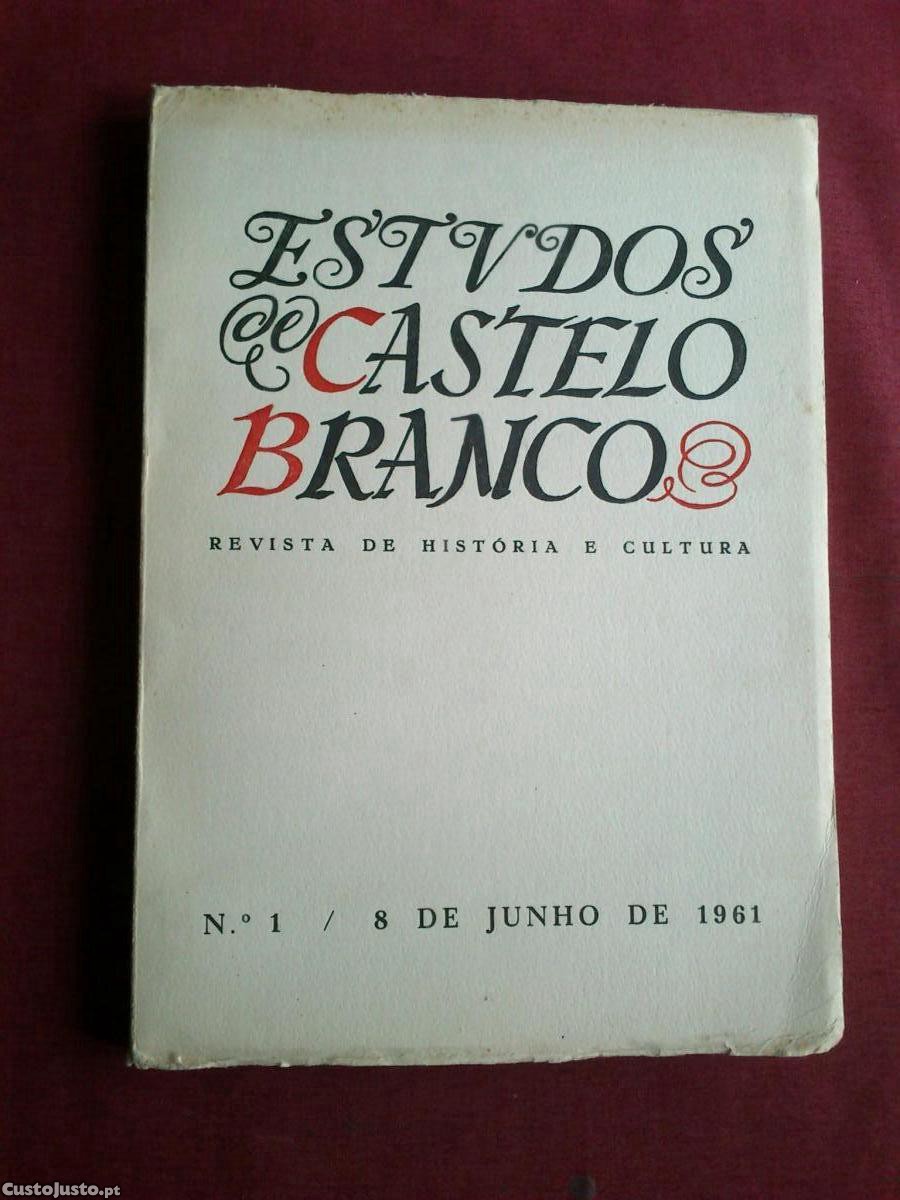 ESTVDOS
de CASTELO
BRANCO
REVISTA DE HISTÓRIA E CULTURA
N.º 1 / 8 DE JUNHO DE 1961
CustoJusto.pt